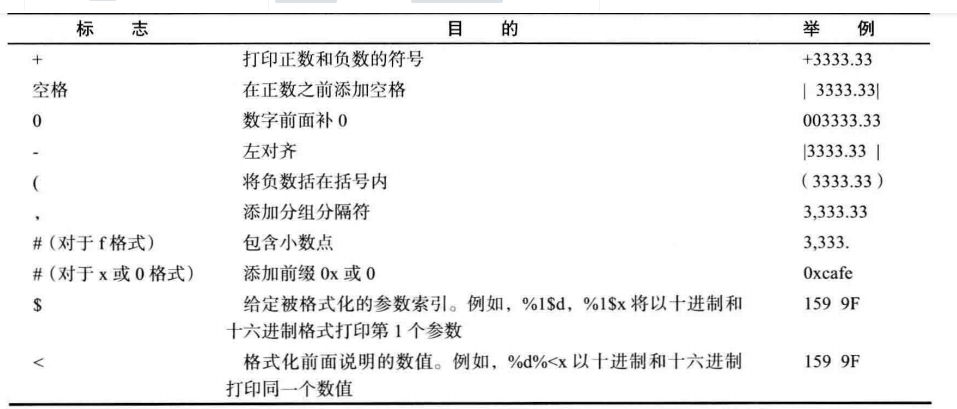 标 志 目 的 举 例
+ 打印正数和负数的符号 +3333.33
空格 在正数之前添加空格 | 3333.33|
0 数字前面补 0 003333.33
- 左对齐 |3333.33 |
( 将负数括在括号内 (3333.33)
, 添加分组分隔符 3,333.33
# (对于 f 格式) 包含小数点 3,333.
# (对于 x 或 0 格式) 添加前缀 0x 或 0 0xcafe
$ 给定被格式化的参数索引。例如，%1$d，%1$x 将以十进制和 159 9F
十六进制格式打印第 1 个参数
< 格式化前面说明的数值。例如，%d%<x 以十进制和十六进制 159 9F
打印同一个数值